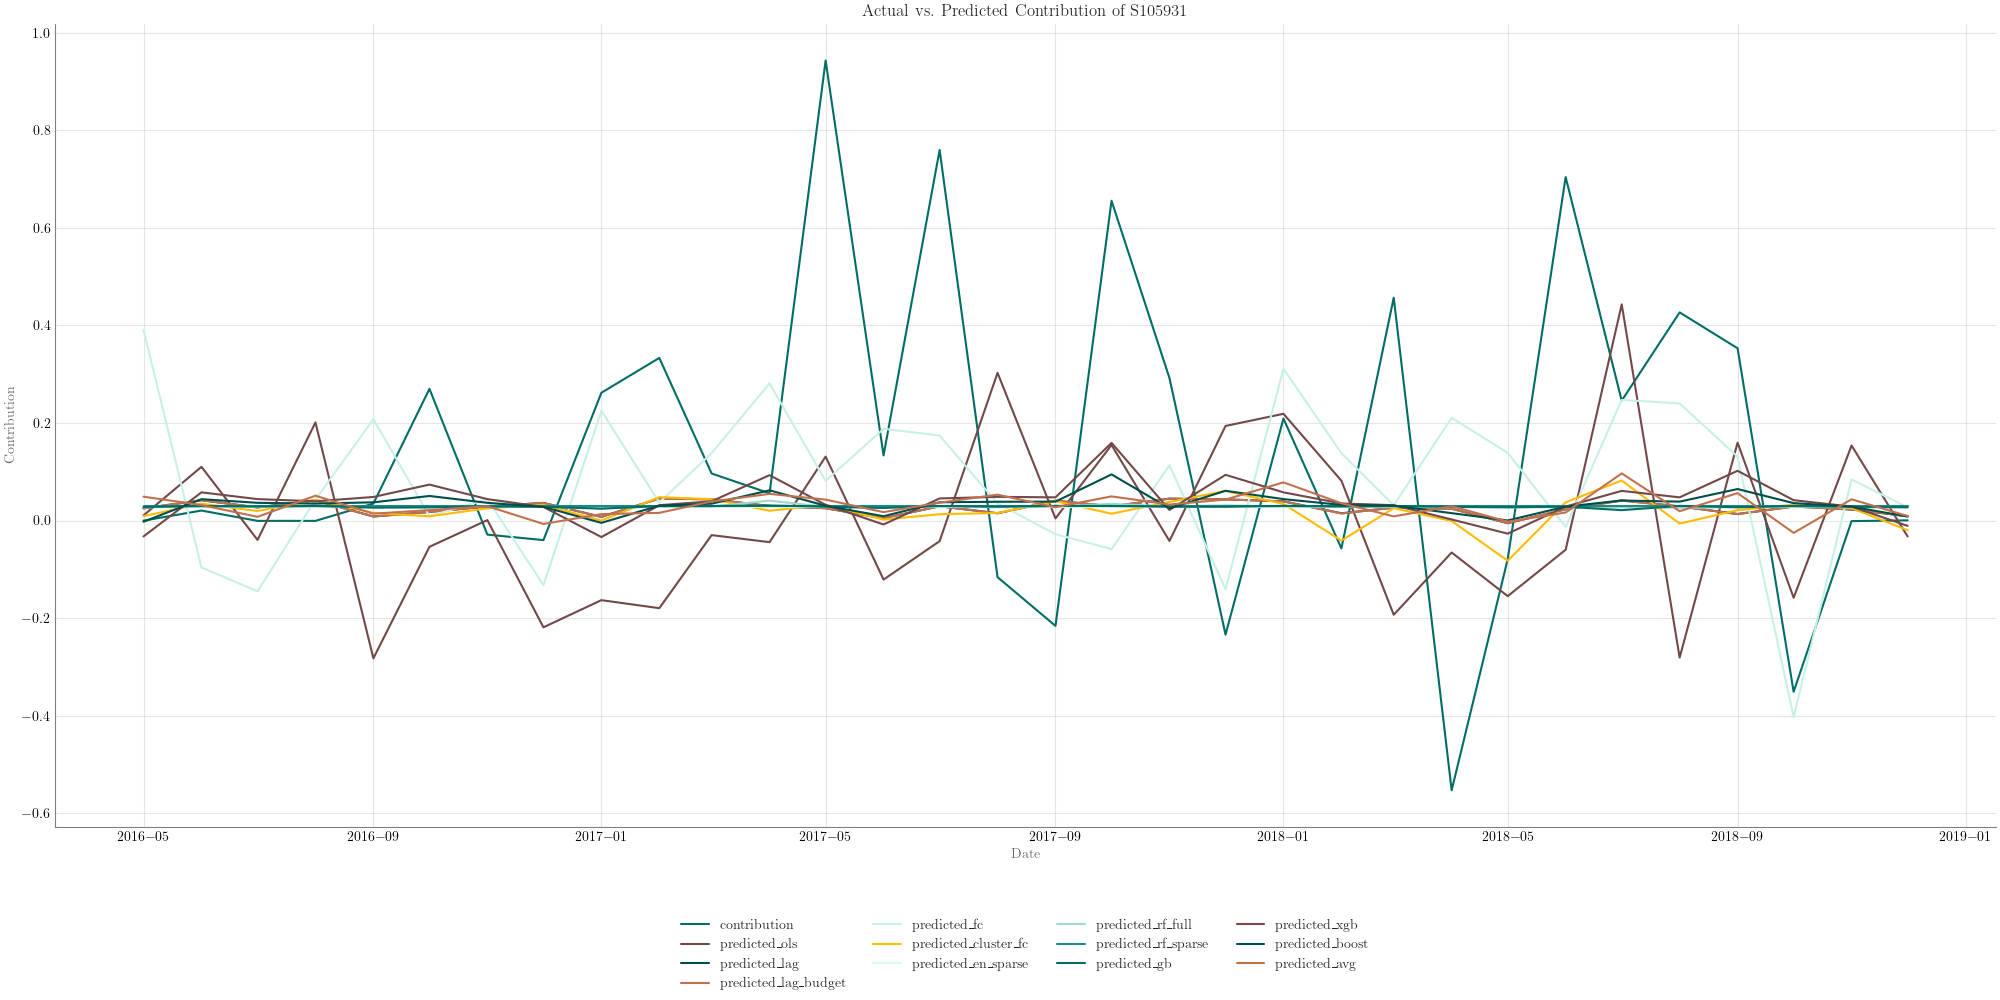 Actual vs. Predicted Contribution of S105931
1.0
0.8
0.6
0.4
0.2
0.0
−0.2
−0.4
−0.6
Contribution
2016−05 2016−09 2017−01 2017−05 2017−09 2018−01 2018−05 2018−09 2019−01
Date
contribution predicted_fc predicted_rf_full predicted_xgb
predicted_ols predicted_cluster_fc predicted_rf_sparse predicted_boost
predicted_lag predicted_en_sparse predicted_gb predicted_avg
predicted_lag_budget